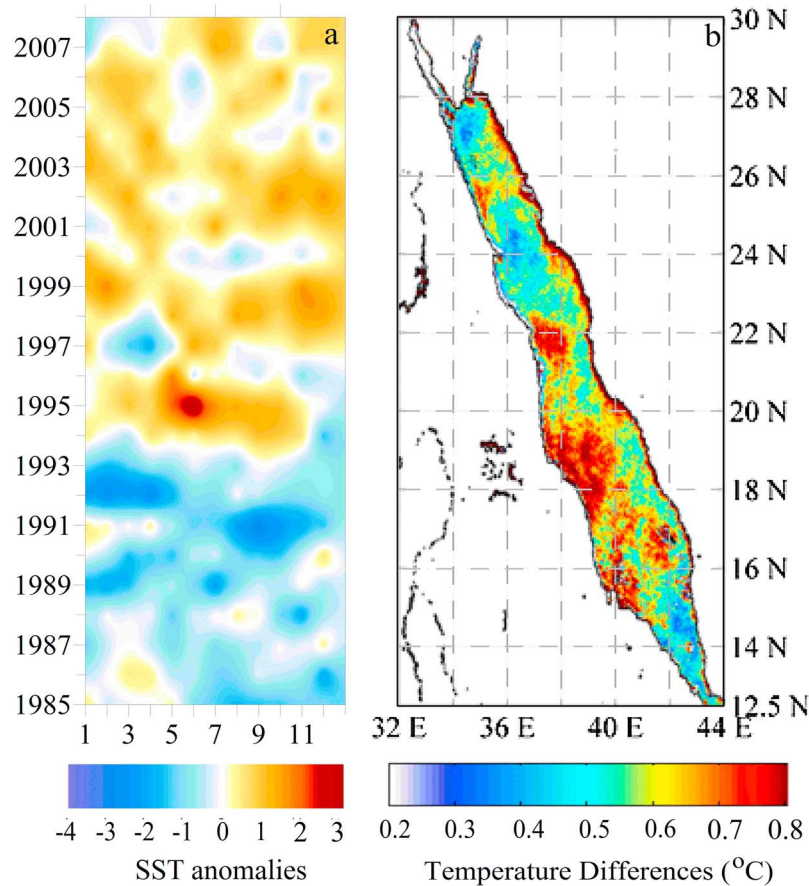 a
2007
2005
2003
2001
1999
1997
1995
1993
1991
1989
1987
1985
1 3 5 7 9 11
-4 -3 -2 -1 0 1 2 3
SST anomalies
b
30 N
28 N
26 N
24 N
22 N
20 N
18 N
16 N
14 N
12.5 N
32 E 36 E 40 E 44 E
0.2 0.3 0.4 0.5 0.6 0.7 0.8
Temperature Differences (°C)